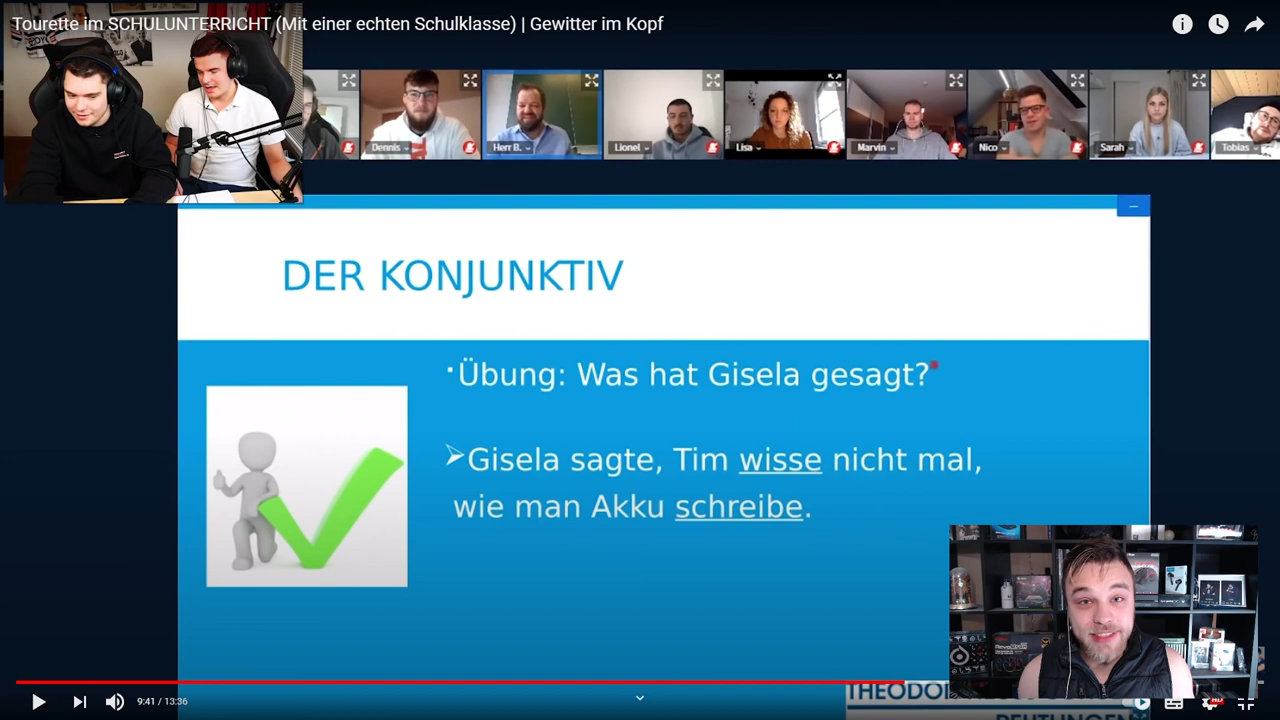 Tourette im SCHULUNTERRICHT (Mit einer echten Schulklasse) | Gewitter im Kopf
Dennis
Herr B.
Lionel
Lisa
Marvin
Nico
Sarah
Tobias
DER KONJUNKTIV
Übung: Was hat Gisela gesagt?
Gisela sagte, Tim wisse nicht mal,
wie man Akku schreibe.
9:41 / 13:36
HD